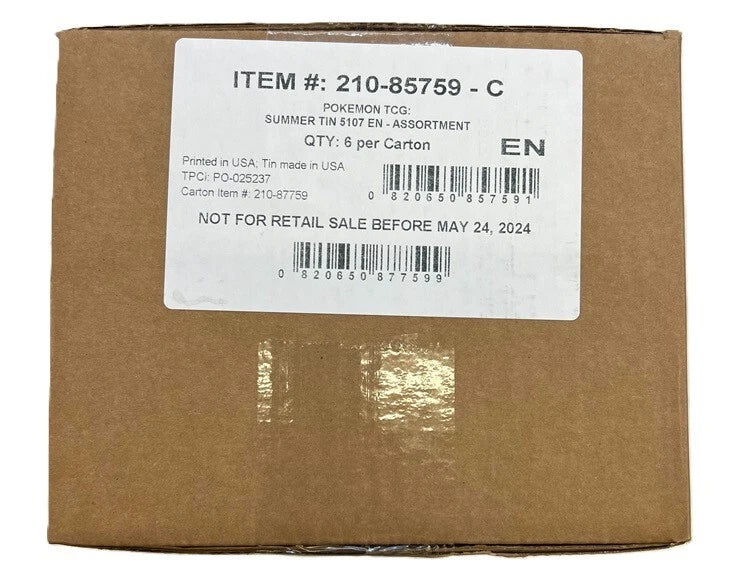 ITEM #: 210-85759 - C
POKEMON TCG:
SUMMER TIN 5107 EN - ASSORTMENT
QTY: 6 per Carton
EN
Printed in USA; Tin made in USA
TPCi: PO-025237
Carton Item #: 210-87759
0 820650 857591
NOT FOR RETAIL SALE BEFORE MAY 24, 2024
0 820650 877599